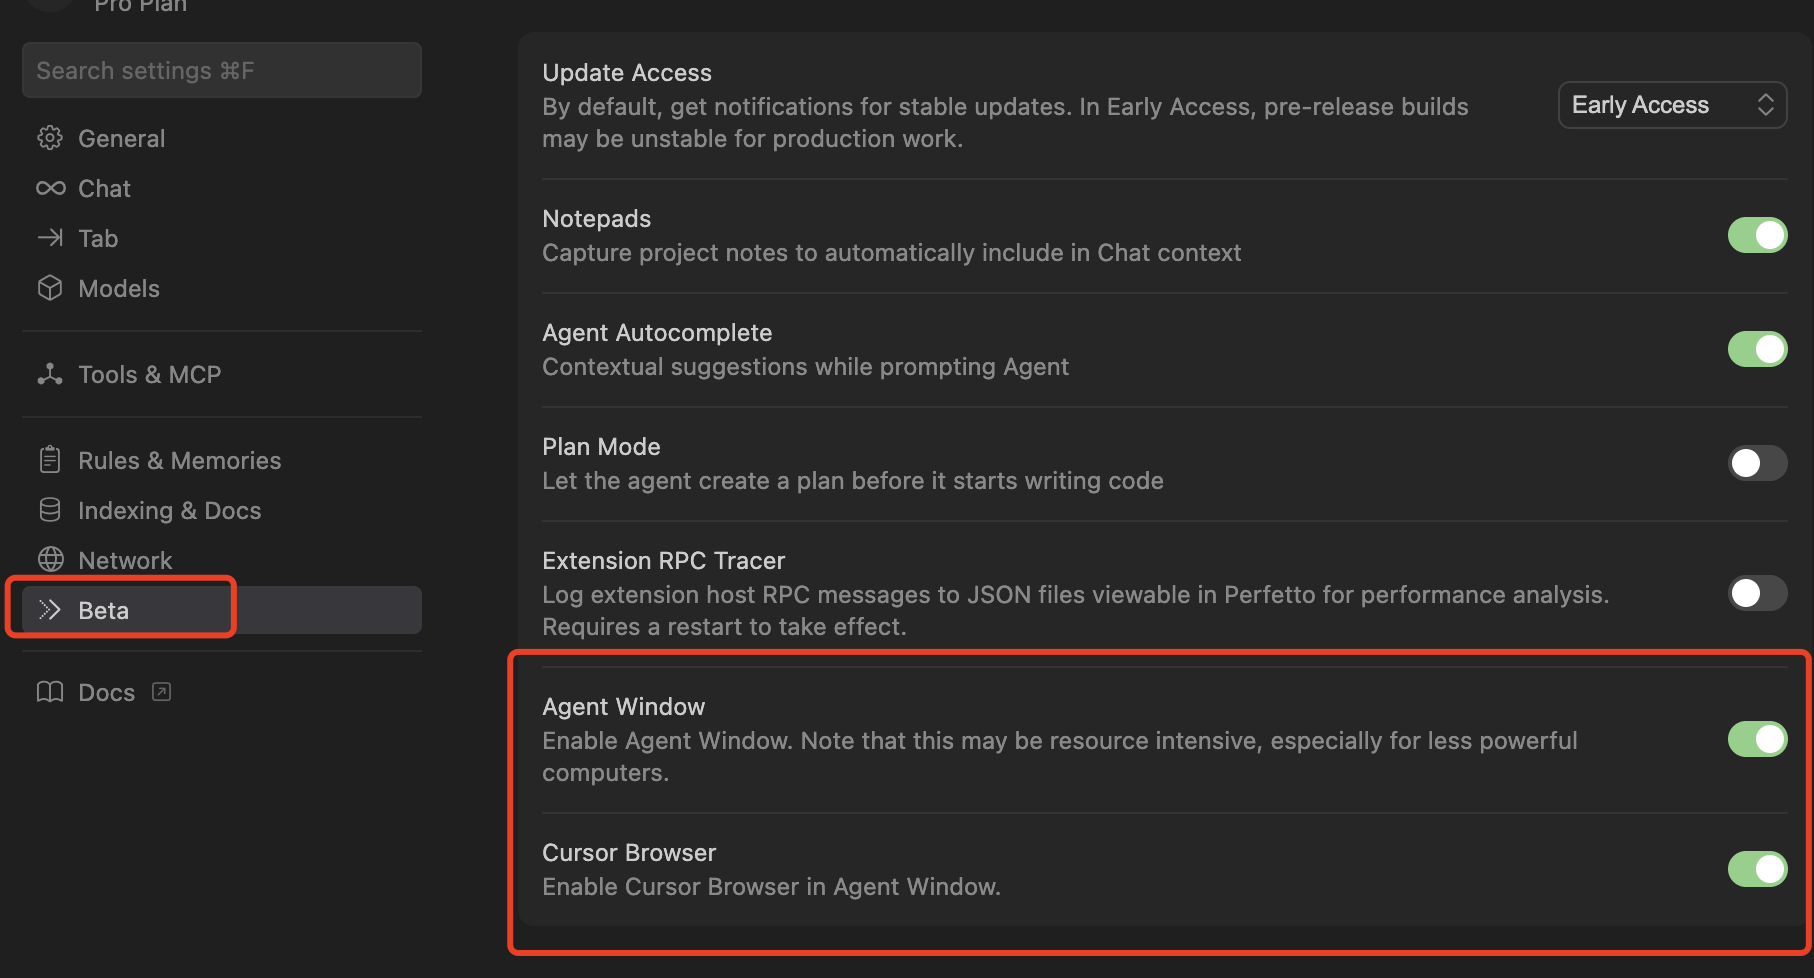 Pro Plan
Search settings ⌘F
General
Chat
Tab
Models
Tools & MCP
Rules & Memories
Indexing & Docs
Network
Beta
Docs
Update Access
By default, get notifications for stable updates. In Early Access, pre-release builds
may be unstable for production work.
Early Access
Notepads
Capture project notes to automatically include in Chat context
Agent Autocomplete
Contextual suggestions while prompting Agent
Plan Mode
Let the agent create a plan before it starts writing code
Extension RPC Tracer
Log extension host RPC messages to JSON files viewable in Perfetto for performance analysis.
Requires a restart to take effect.
Agent Window
Enable Agent Window. Note that this may be resource intensive, especially for less powerful
computers.
Cursor Browser
Enable Cursor Browser in Agent Window.